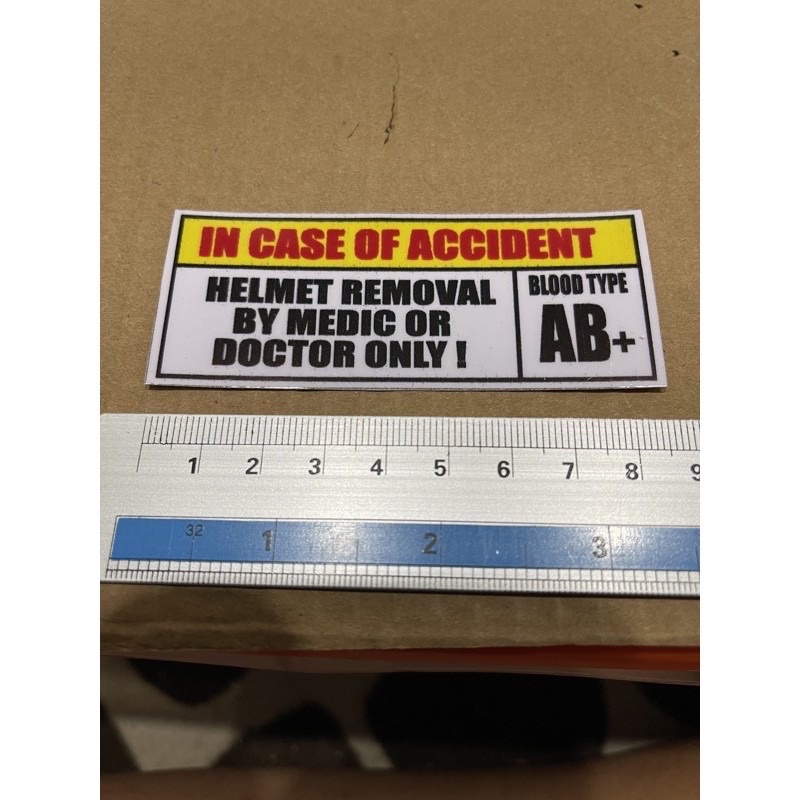 IN CASE OF ACCIDENT
HELMET REMOVAL
BY MEDIC OR
DOCTOR ONLY !
BLOOD TYPE
AB+
1 2 3 4 5 6 7 8 9
32 1 2 3